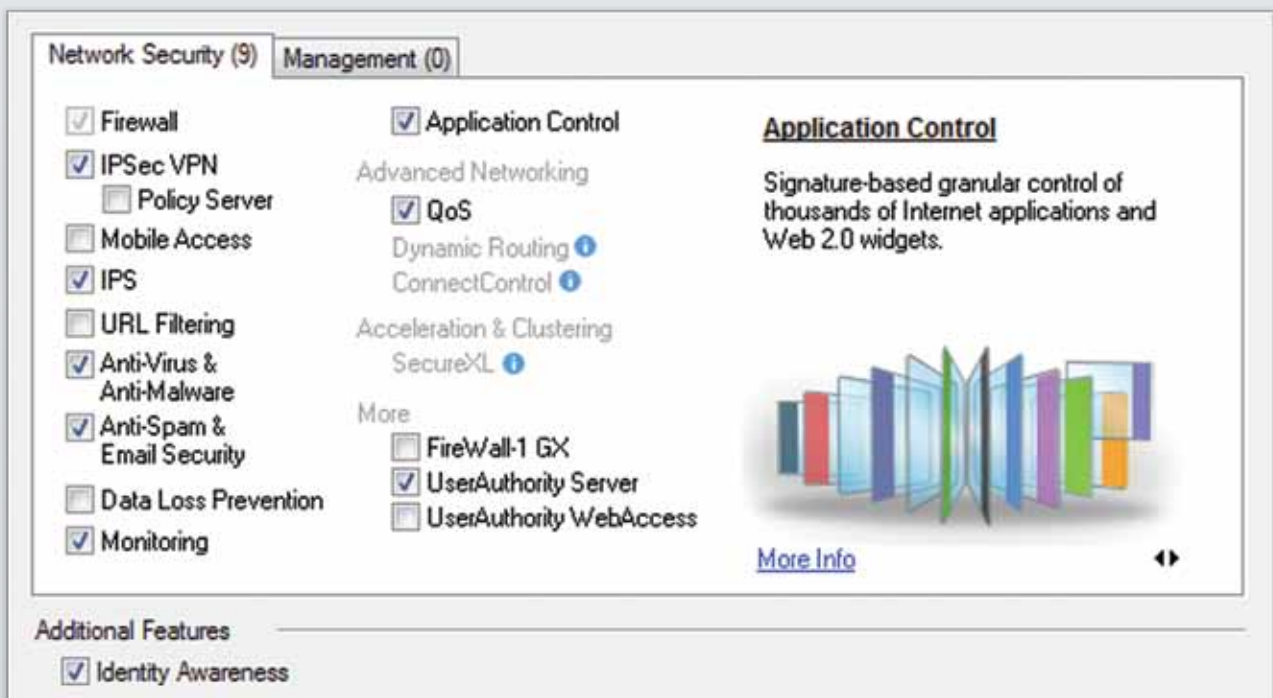 Network Security (9)
Management (0)
Firewall
IPSec VPN
Policy Server
Mobile Access
IPS
URL Filtering
Anti-Virus &
Anti-Malware
Anti-Spam &
Email Security
Data Loss Prevention
Monitoring
Application Control
Advanced Networking
QoS
Dynamic Routing
ConnectControl
Acceleration & Clustering
SecureXL
More
FireWall-1 GX
UserAuthority Server
UserAuthority WebAccess
Application Control
Signature-based granular control of
thousands of Internet applications and
Web 2.0 widgets.
More Info
Additional Features
Identity Awareness